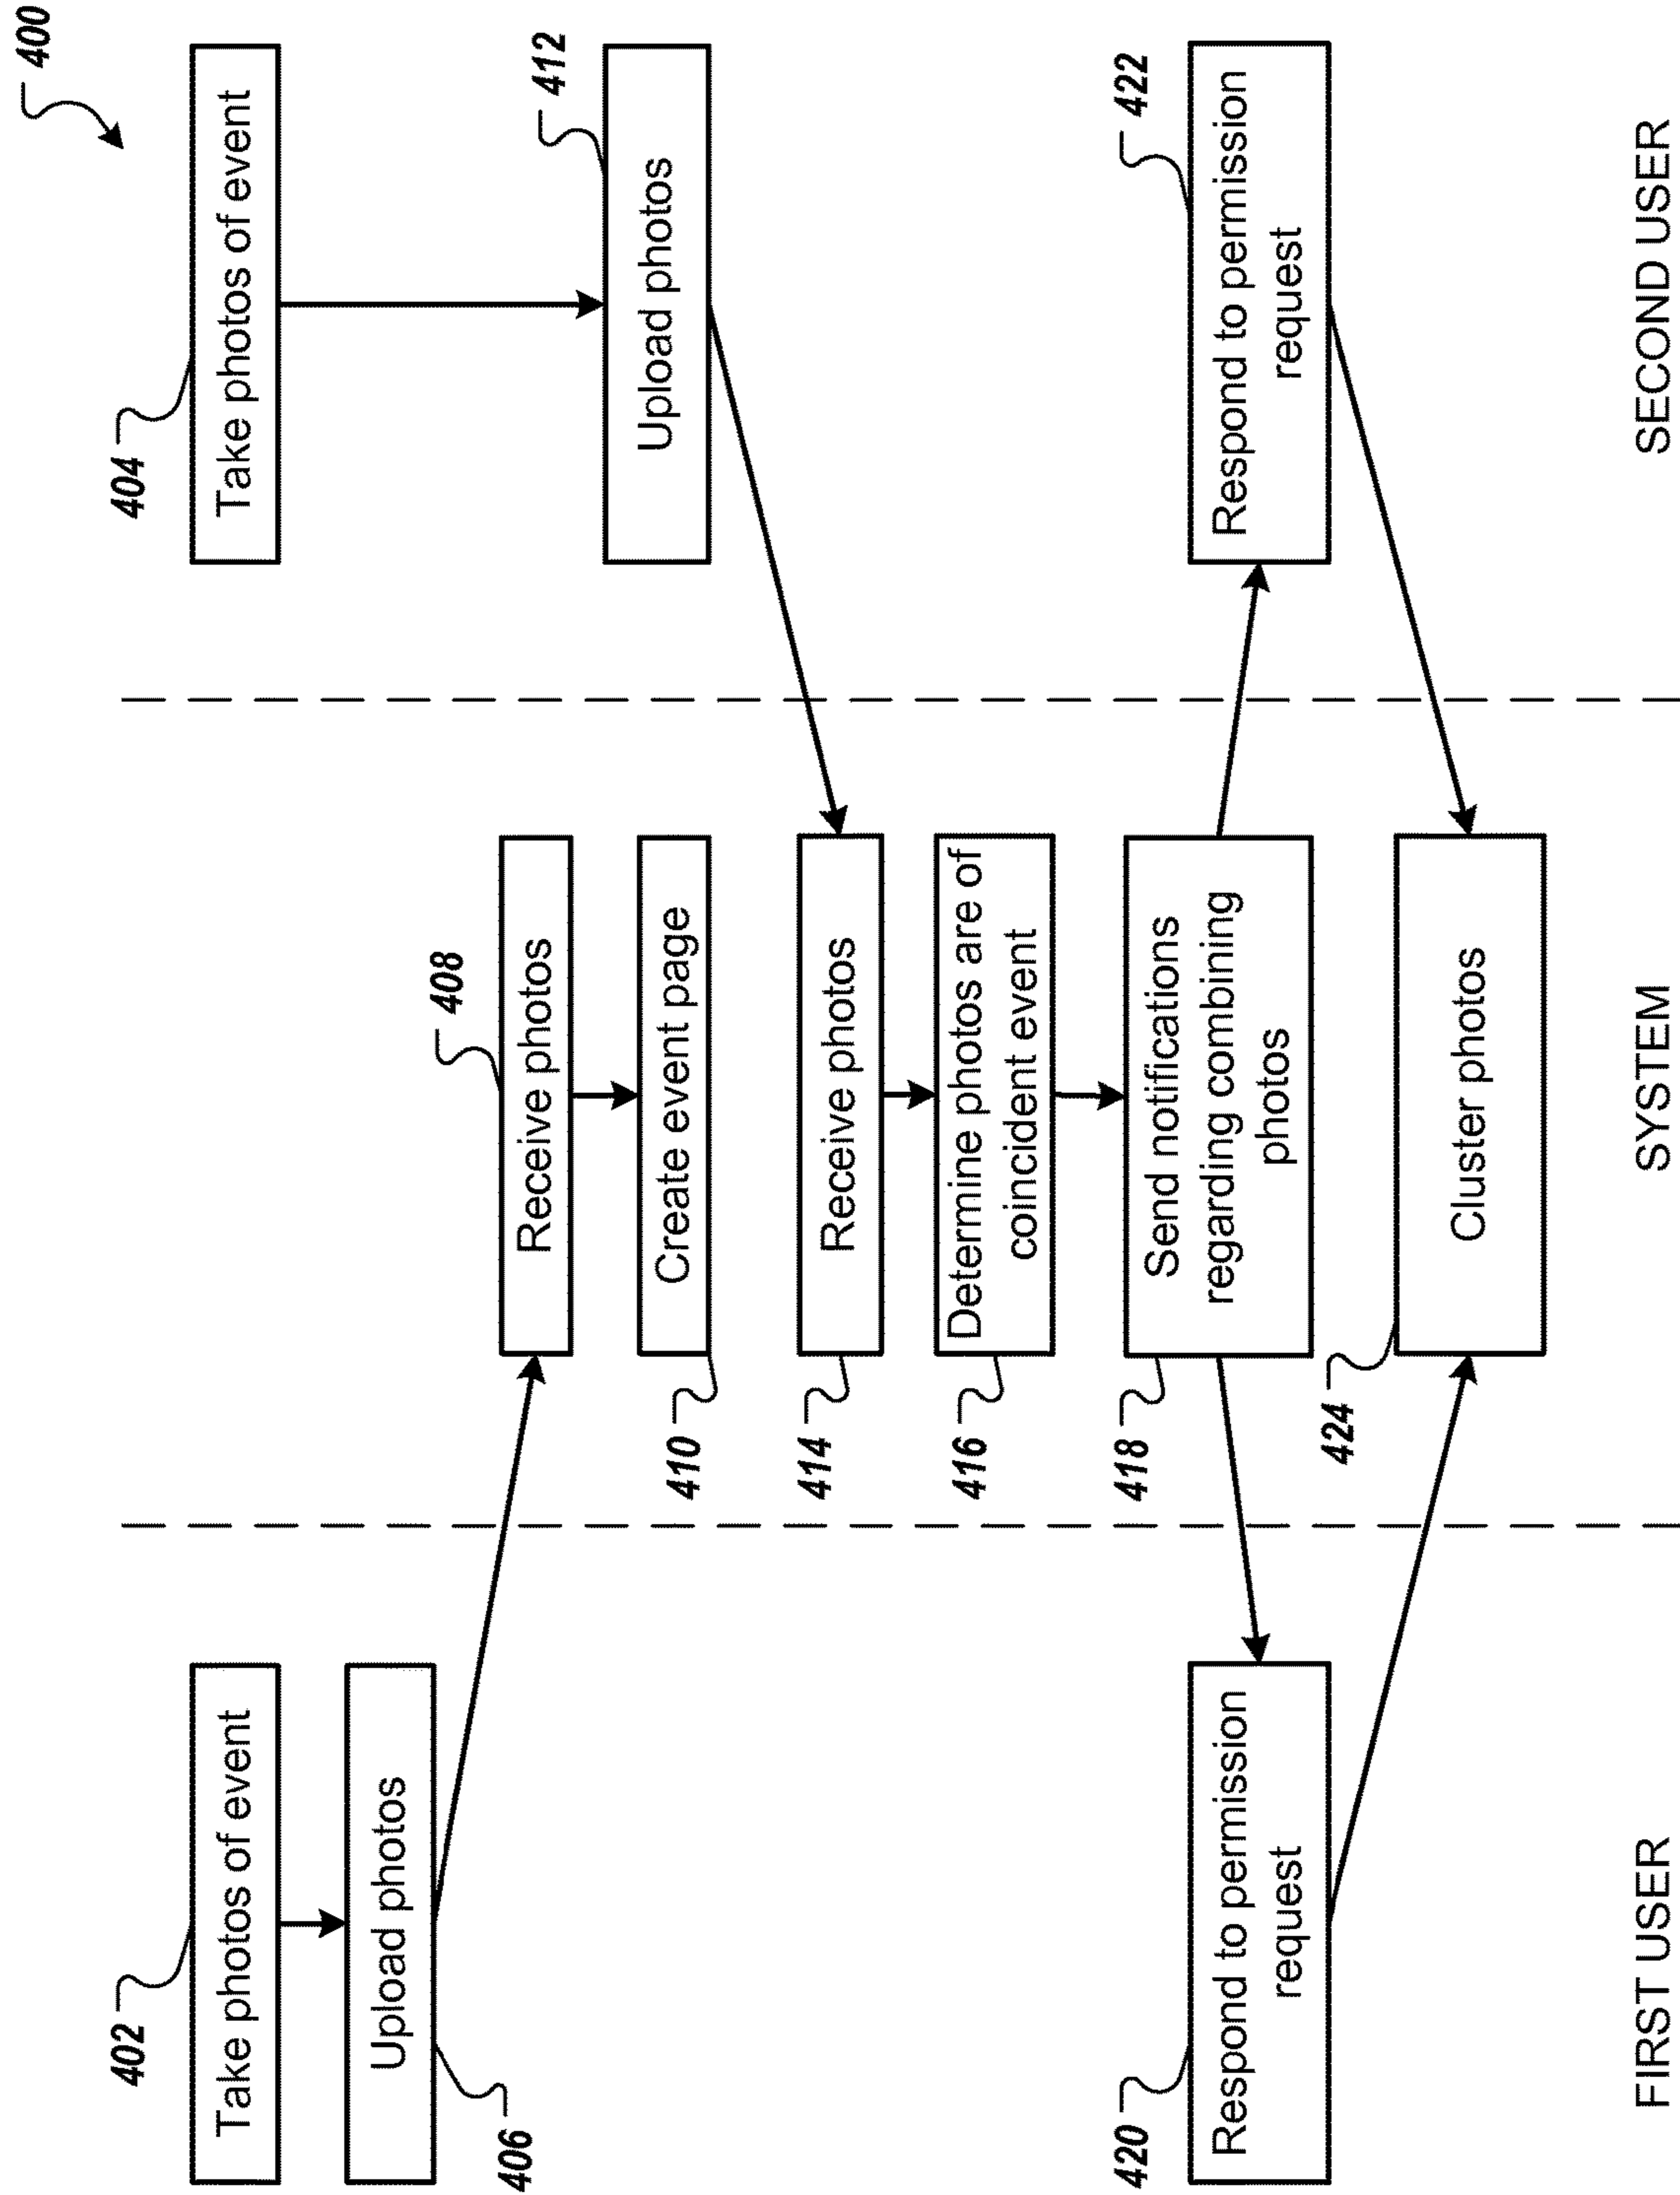 400
402
Take photos of event
404
Take photos of event
Upload photos
406
408
Receive photos
412
Upload photos
Create event page
410
Receive photos
414
Determine photos are of
coincident event
416
Send notifications
regarding combining
photos
418
420
Respond to permission
request
422
Respond to permission
request
424
Cluster photos
FIRST USER
SYSTEM
SECOND USER